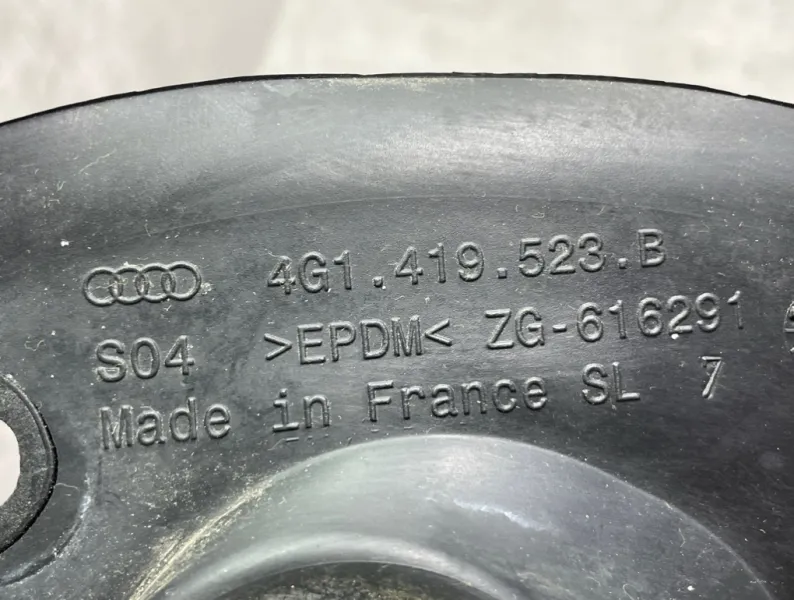 4G1.419.523.B
S04 >EPDM< ZG-616291
Made in France SL 7